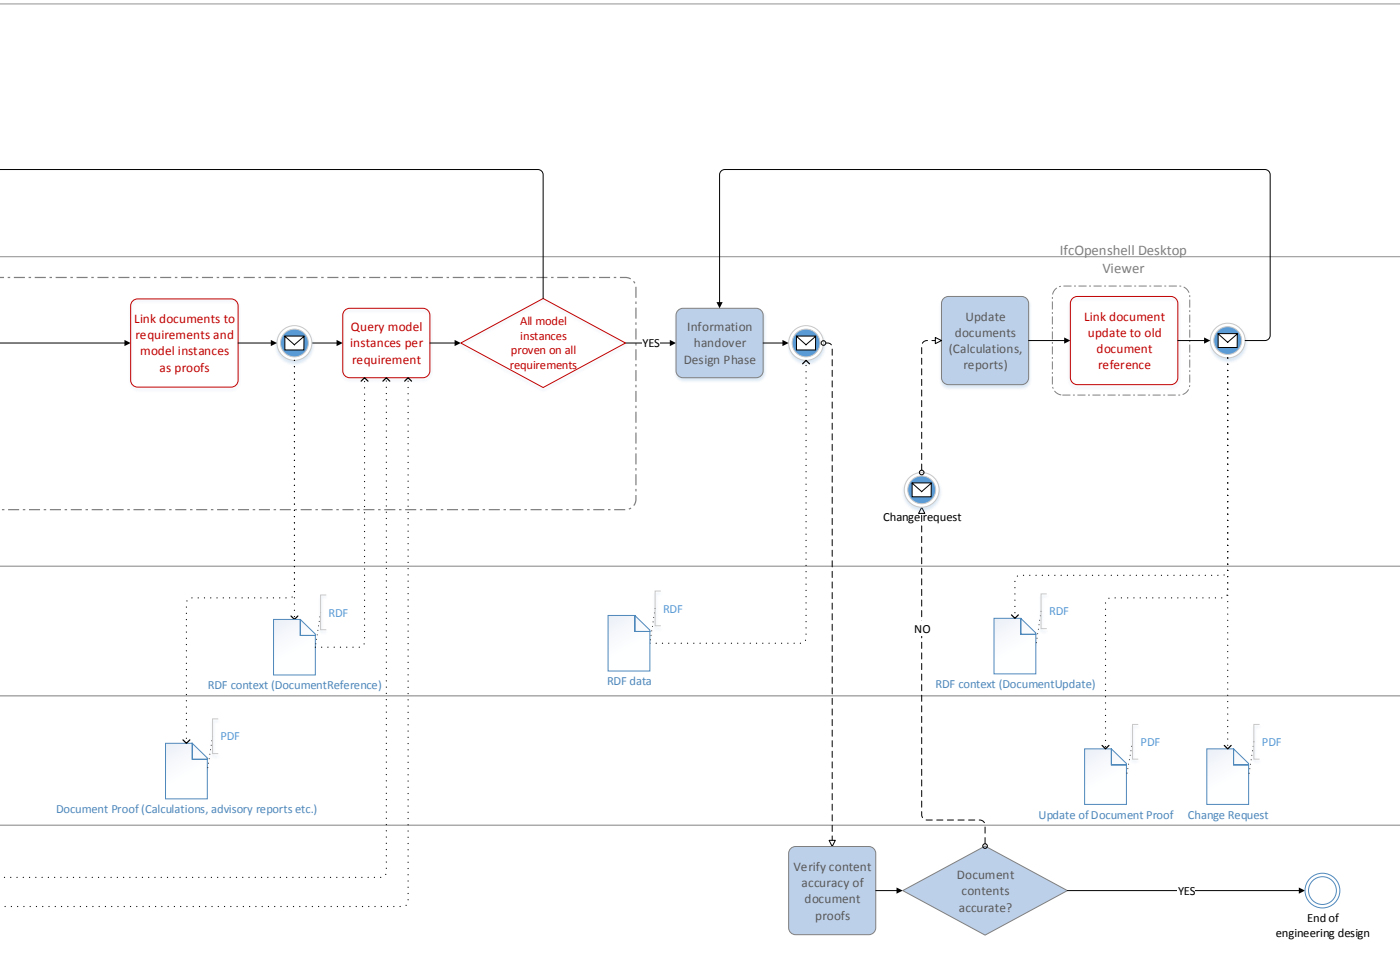 IfcOpenshell Desktop
Viewer
Link documents to
requirements and
model instances
as proofs
Query model
instances per
requirement
All model
instances
proven on all
requirements
YES
Information
handover
Design Phase
Update
documents
(Calculations,
reports)
Link document
update to old
document
reference
Change request
NO
RDF
RDF context (DocumentReference)
RDF
RDF data
RDF
RDF context (DocumentUpdate)
PDF
Document Proof (Calculations, advisory reports etc.)
PDF
Update of Document Proof
PDF
Change Request
Verify content
accuracy of
document
proofs
Document
contents
accurate?
YES
End of
engineering design